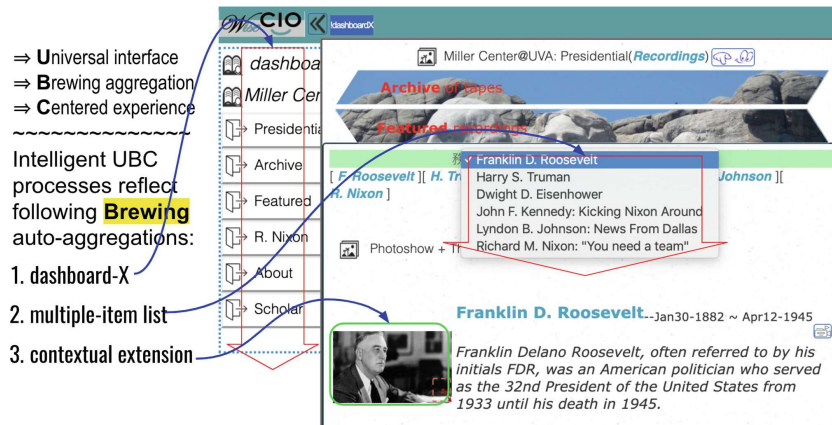 Wise CIO
!dashboardX
⇒ Universal interface
⇒ Brewing aggregation
⇒ Centered experience
~~~~~~~~~~~~~~
Intelligent UBC
processes reflect
following Brewing
auto-aggregations:
1. dashboard-X
2. multiple-item list
3. contextual extension
dashboa
Miller Cen
Presidentia
Archive
Featured
R. Nixon
About
Scholar
Miller Center@UVA: Presidential(Recordings)
Archive of tapes
Featured recordings
✓ Franklin D. Roosevelt
Harry S. Truman
Dwight D. Eisenhower
John F. Kennedy: Kicking Nixon Around
Lyndon B. Johnson: News From Dallas
Richard M. Nixon: "You need a team"
[ F. Roosevelt ][ H. Tr Johnson ][
R. Nixon ]
Photoshow + Th
Franklin D. Roosevelt--Jan30-1882 ~ Apr12-1945
Franklin Delano Roosevelt, often referred to by his
initials FDR, was an American politician who served
as the 32nd President of the United States from
1933 until his death in 1945.